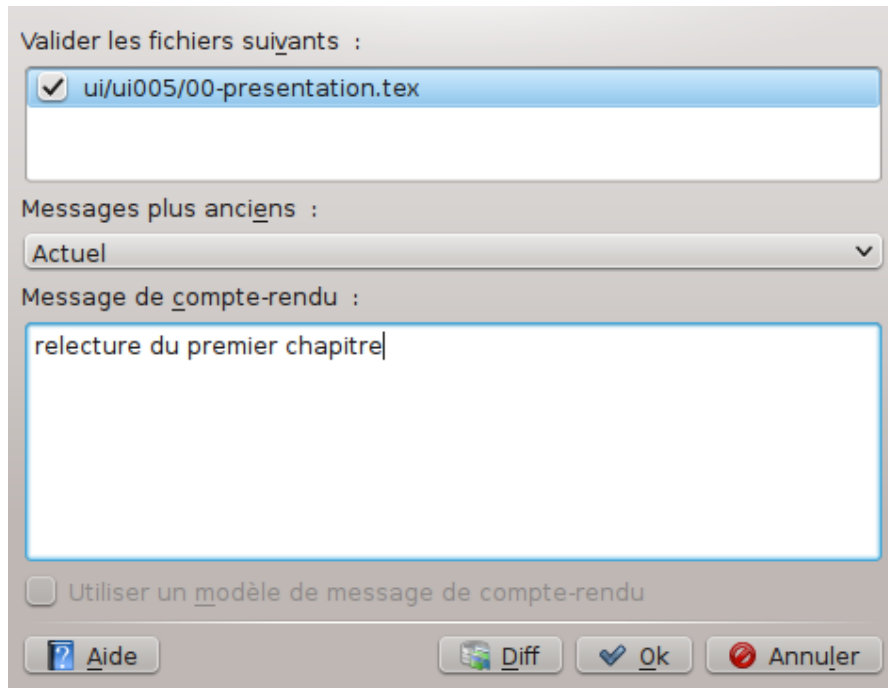 Valider les fichiers suivants :
ui/ui005/00-presentation.tex
Messages plus anciens :
Actuel
Message de compte-rendu :
relecture du premier chapitre
Utiliser un modèle de message de compte-rendu
Aide Diff Ok Annuler